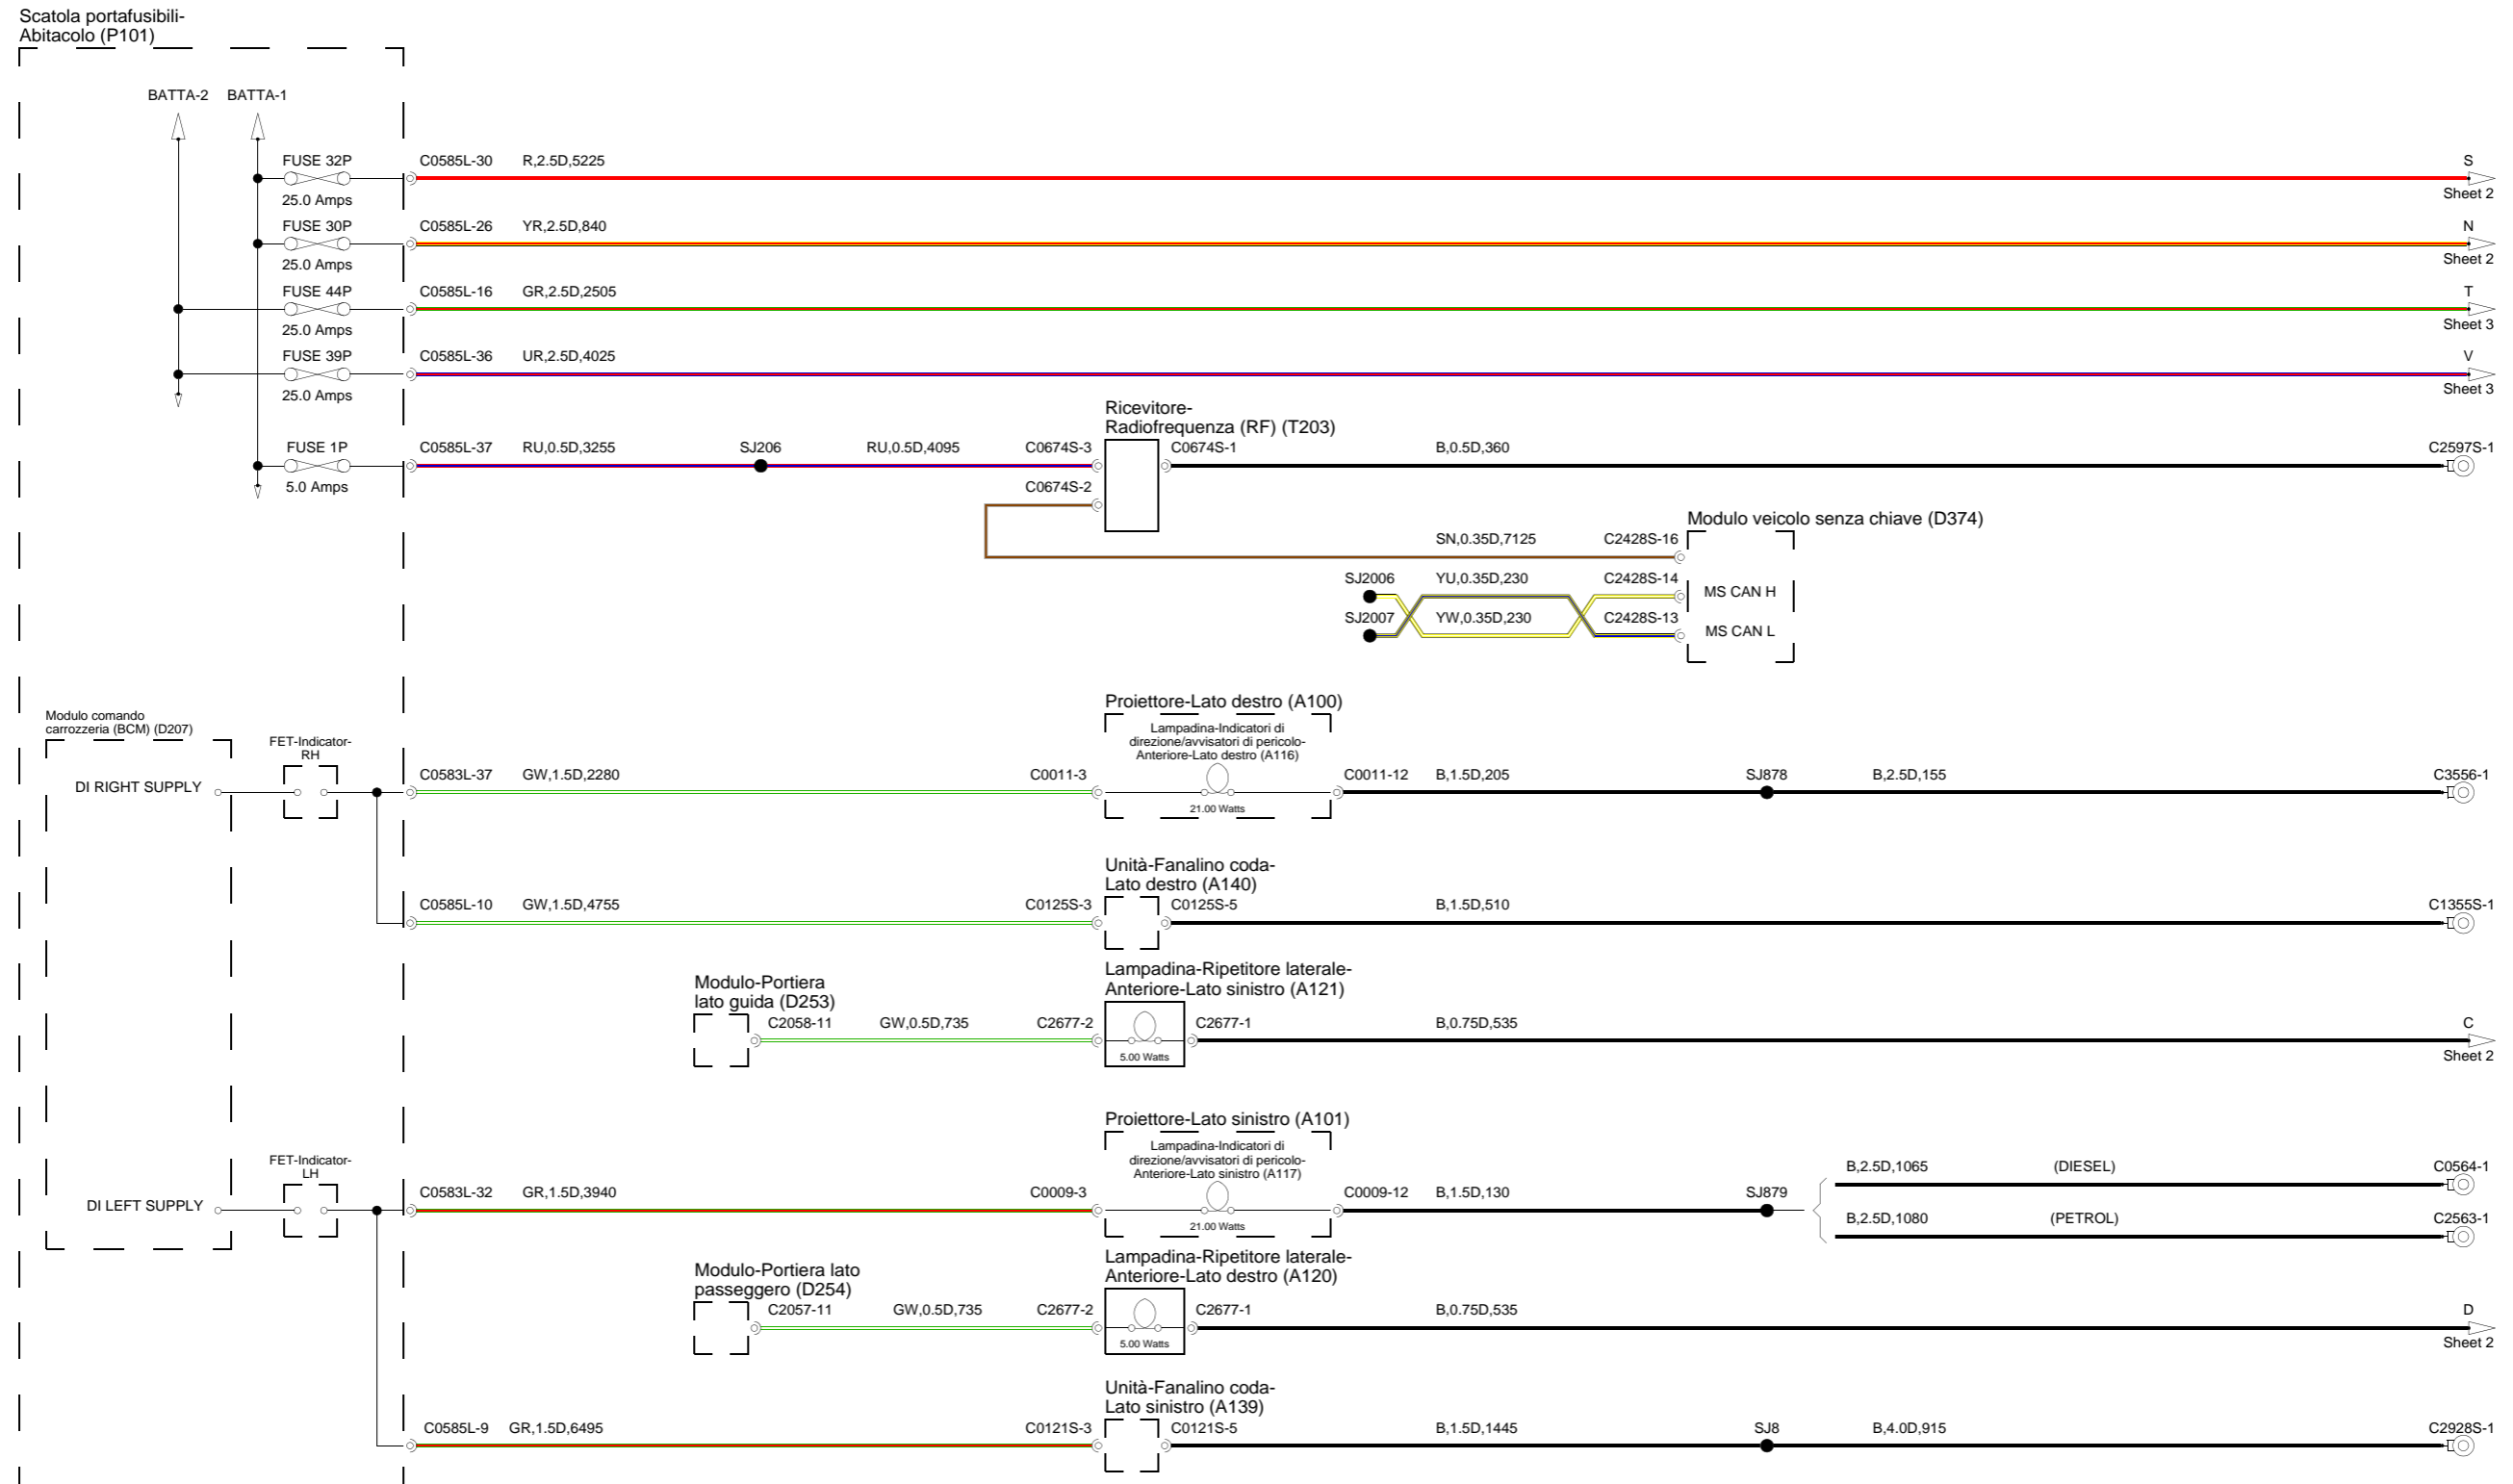 Scatola portafusibili-
Abitacolo (P101)
BATTA-2 BATTA-1
FUSE 32P C0585L-30 R,2.5D,5225 S
25.0 Amps Sheet 2
FUSE 30P C0585L-26 YR,2.5D,840 N
25.0 Amps Sheet 2
FUSE 44P C0585L-16 GR,2.5D,2505 T
25.0 Amps Sheet 3
FUSE 39P C0585L-36 UR,2.5D,4025 V
25.0 Amps Sheet 3
Ricevitore-
Radiofrequenza (RF) (T203)
FUSE 1P C0585L-37 RU,0.5D,3255 SJ206 RU,0.5D,4095 C0674S-3 C0674S-1 B,0.5D,360 C2597S-1
5.0 Amps C0674S-2
Modulo veicolo senza chiave (D374)
SN,0.35D,7125 C2428S-16
SJ2006 YU,0.35D,230 C2428S-14 MS CAN H
SJ2007 YW,0.35D,230 C2428S-13 MS CAN L
Proiettore-Lato destro (A100)
Modulo comando
carrozzeria (BCM) (D207)
Lampadina-Indicatori di
direzione/avvisatori di pericolo-
Anteriore-Lato destro (A116)
FET-Indicator-
RH
DI RIGHT SUPPLY C0583L-37 GW,1.5D,2280 C0011-3 C0011-12 B,1.5D,205 SJ878 B,2.5D,155 C3556-1
21.00 Watts
Unità-Fanalino coda-
Lato destro (A140)
C0585L-10 GW,1.5D,4755 C0125S-3 C0125S-5 B,1.5D,510 C1355S-1
Modulo-Portiera
lato guida (D253)
Lampadina-Ripetitore laterale-
Anteriore-Lato sinistro (A121)
C2058-11 GW,0.5D,735 C2677-2 C2677-1 B,0.75D,535 C
5.00 Watts Sheet 2
Proiettore-Lato sinistro (A101)
Lampadina-Indicatori di
direzione/avvisatori di pericolo-
Anteriore-Lato sinistro (A117)
FET-Indicator-
LH
DI LEFT SUPPLY C0583L-32 GR,1.5D,3940 C0009-3 C0009-12 B,1.5D,130 SJ879
21.00 Watts
B,2.5D,1065 (DIESEL) C0564-1
B,2.5D,1080 (PETROL) C2563-1
Modulo-Portiera lato
passeggero (D254)
Lampadina-Ripetitore laterale-
Anteriore-Lato destro (A120)
C2057-11 GW,0.5D,735 C2677-2 C2677-1 B,0.75D,535 D
5.00 Watts Sheet 2
Unità-Fanalino coda-
Lato sinistro (A139)
C0585L-9 GR,1.5D,6495 C0121S-3 C0121S-5 B,1.5D,1445 SJ8 B,4.0D,915 C2928S-1